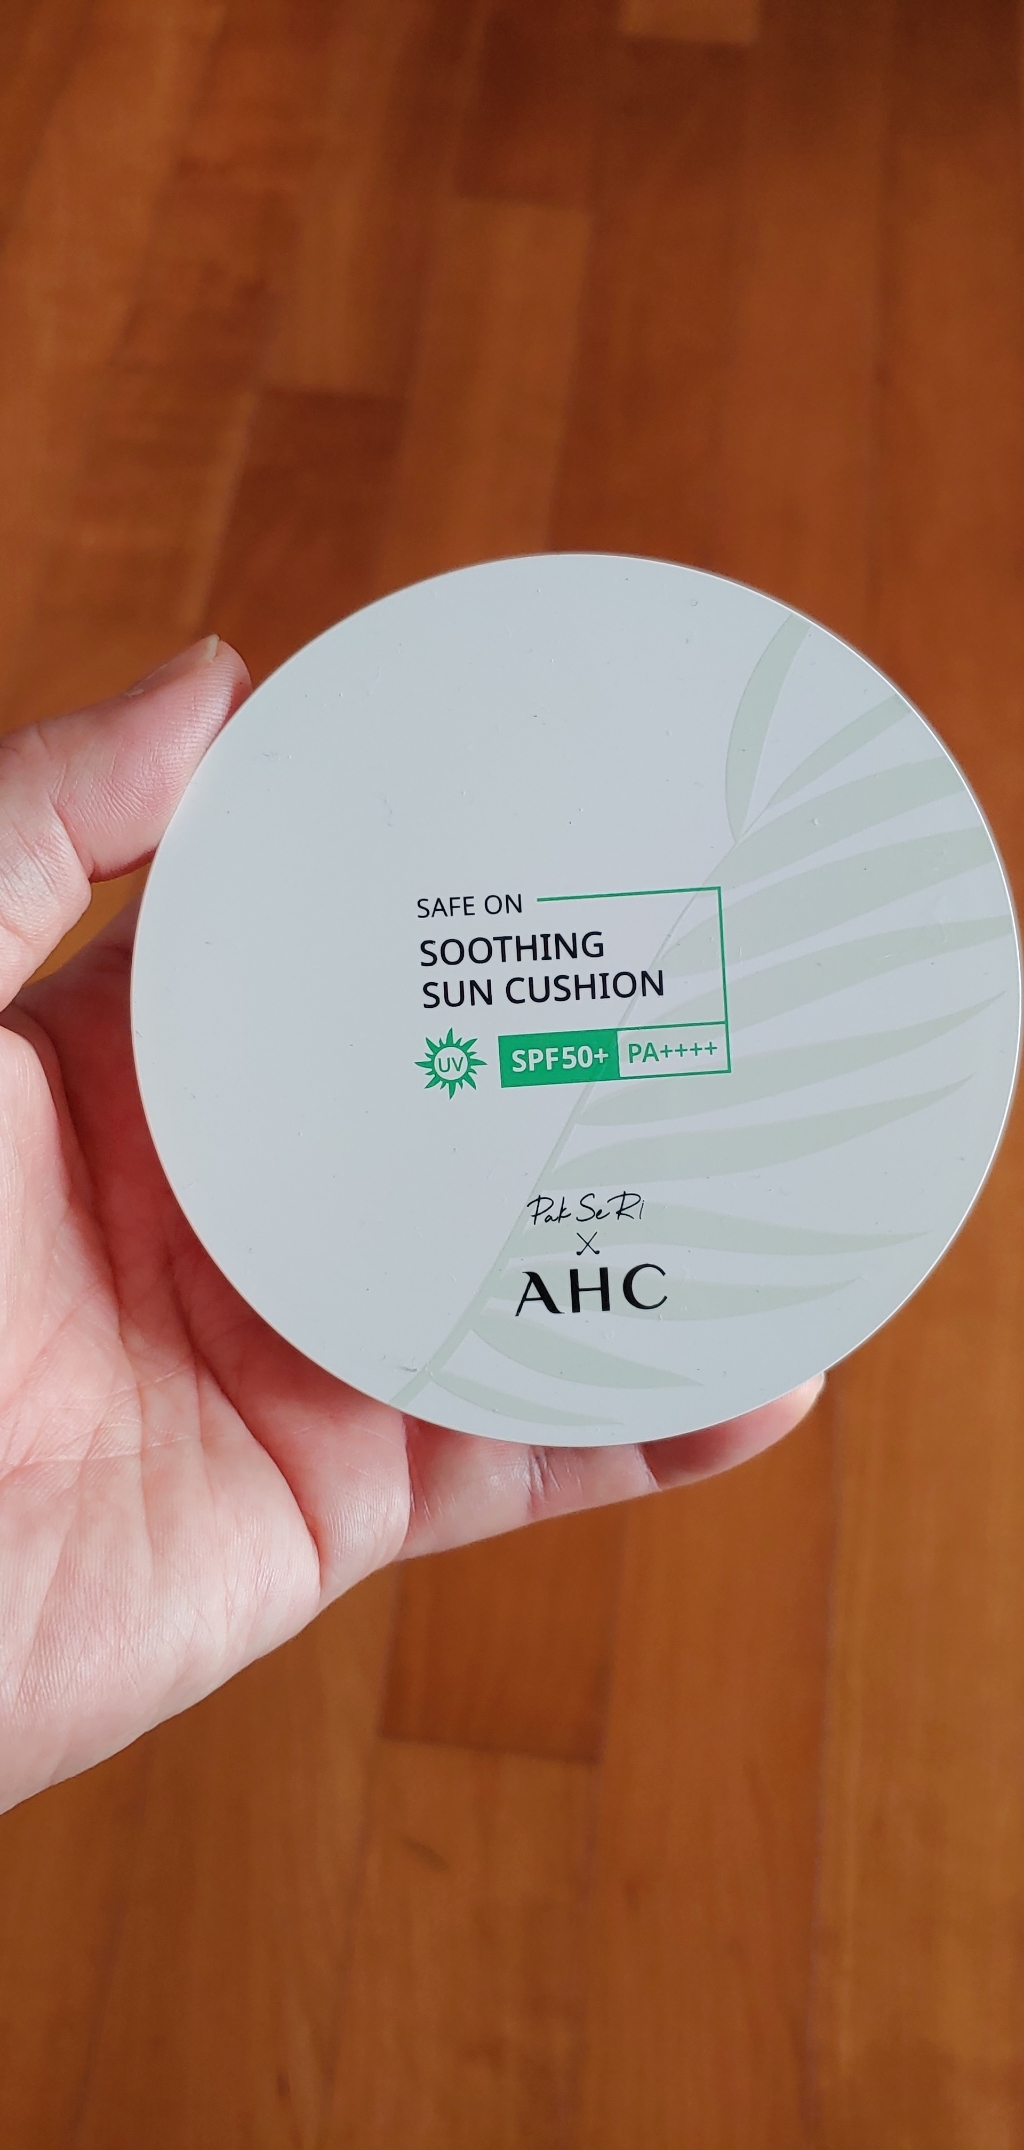 SAFE ON
SOOTHING
SUN CUSHION
UV SPF50+ PA++++
Pak Se Ri
X
AHC